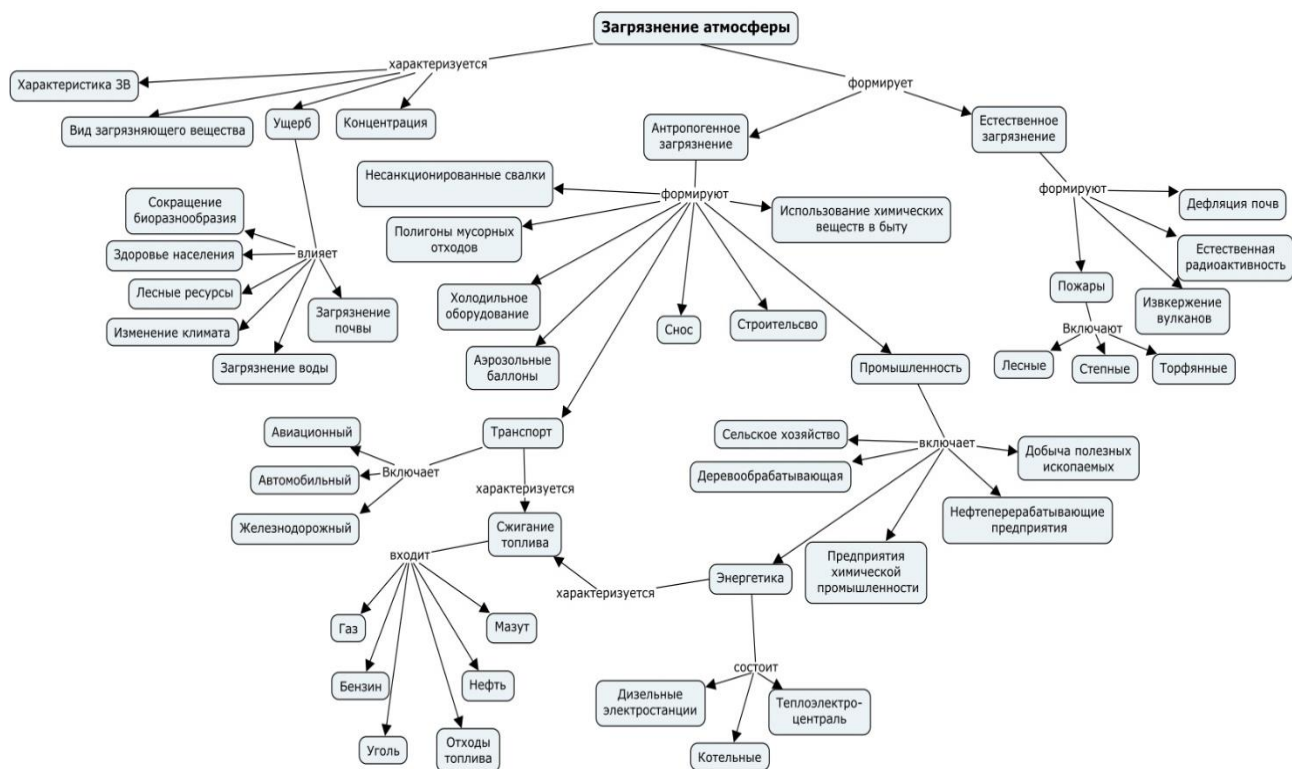 Загрязнение атмосферы
характеризуется
Характеристика ЗВ
Вид загрязняющего вещества
Ущерб
Концентрация
формирует
Антропогенное
загрязнение
Естественное
загрязнение
Несанкционированные свалки
формируют
Использование химических
веществ в быту
Полигоны мусорных
отходов
Холодильное
оборудование
Аэрозольные
баллоны
Снос
Строительсво
Промышленность
Транспорт
формируют
Дефляция почв
Естественная
радиоактивность
Извкержение
вулканов
Пожары
Включают
Лесные
Степные
Торфянные
Сокращение
биоразнообразия
влияет
Здоровье населения
Лесные ресурсы
Изменение климата
Загрязнение
почвы
Загрязнение воды
Авиационный
Включает
Автомобильный
Железнодорожный
характеризуется
Сжигание
топлива
входит
Газ
Мазут
Бензин
Нефть
Уголь
Отходы
топлива
включает
Сельское хозяйство
Деревообрабатывающая
Добыча полезных
ископаемых
Нефтеперерабатывающие
предприятия
Предприятия
химической
промышленности
Энергетика
характеризуется
состоит
Дизельные
электростанции
Теплоэлектро-
централь
Котельные